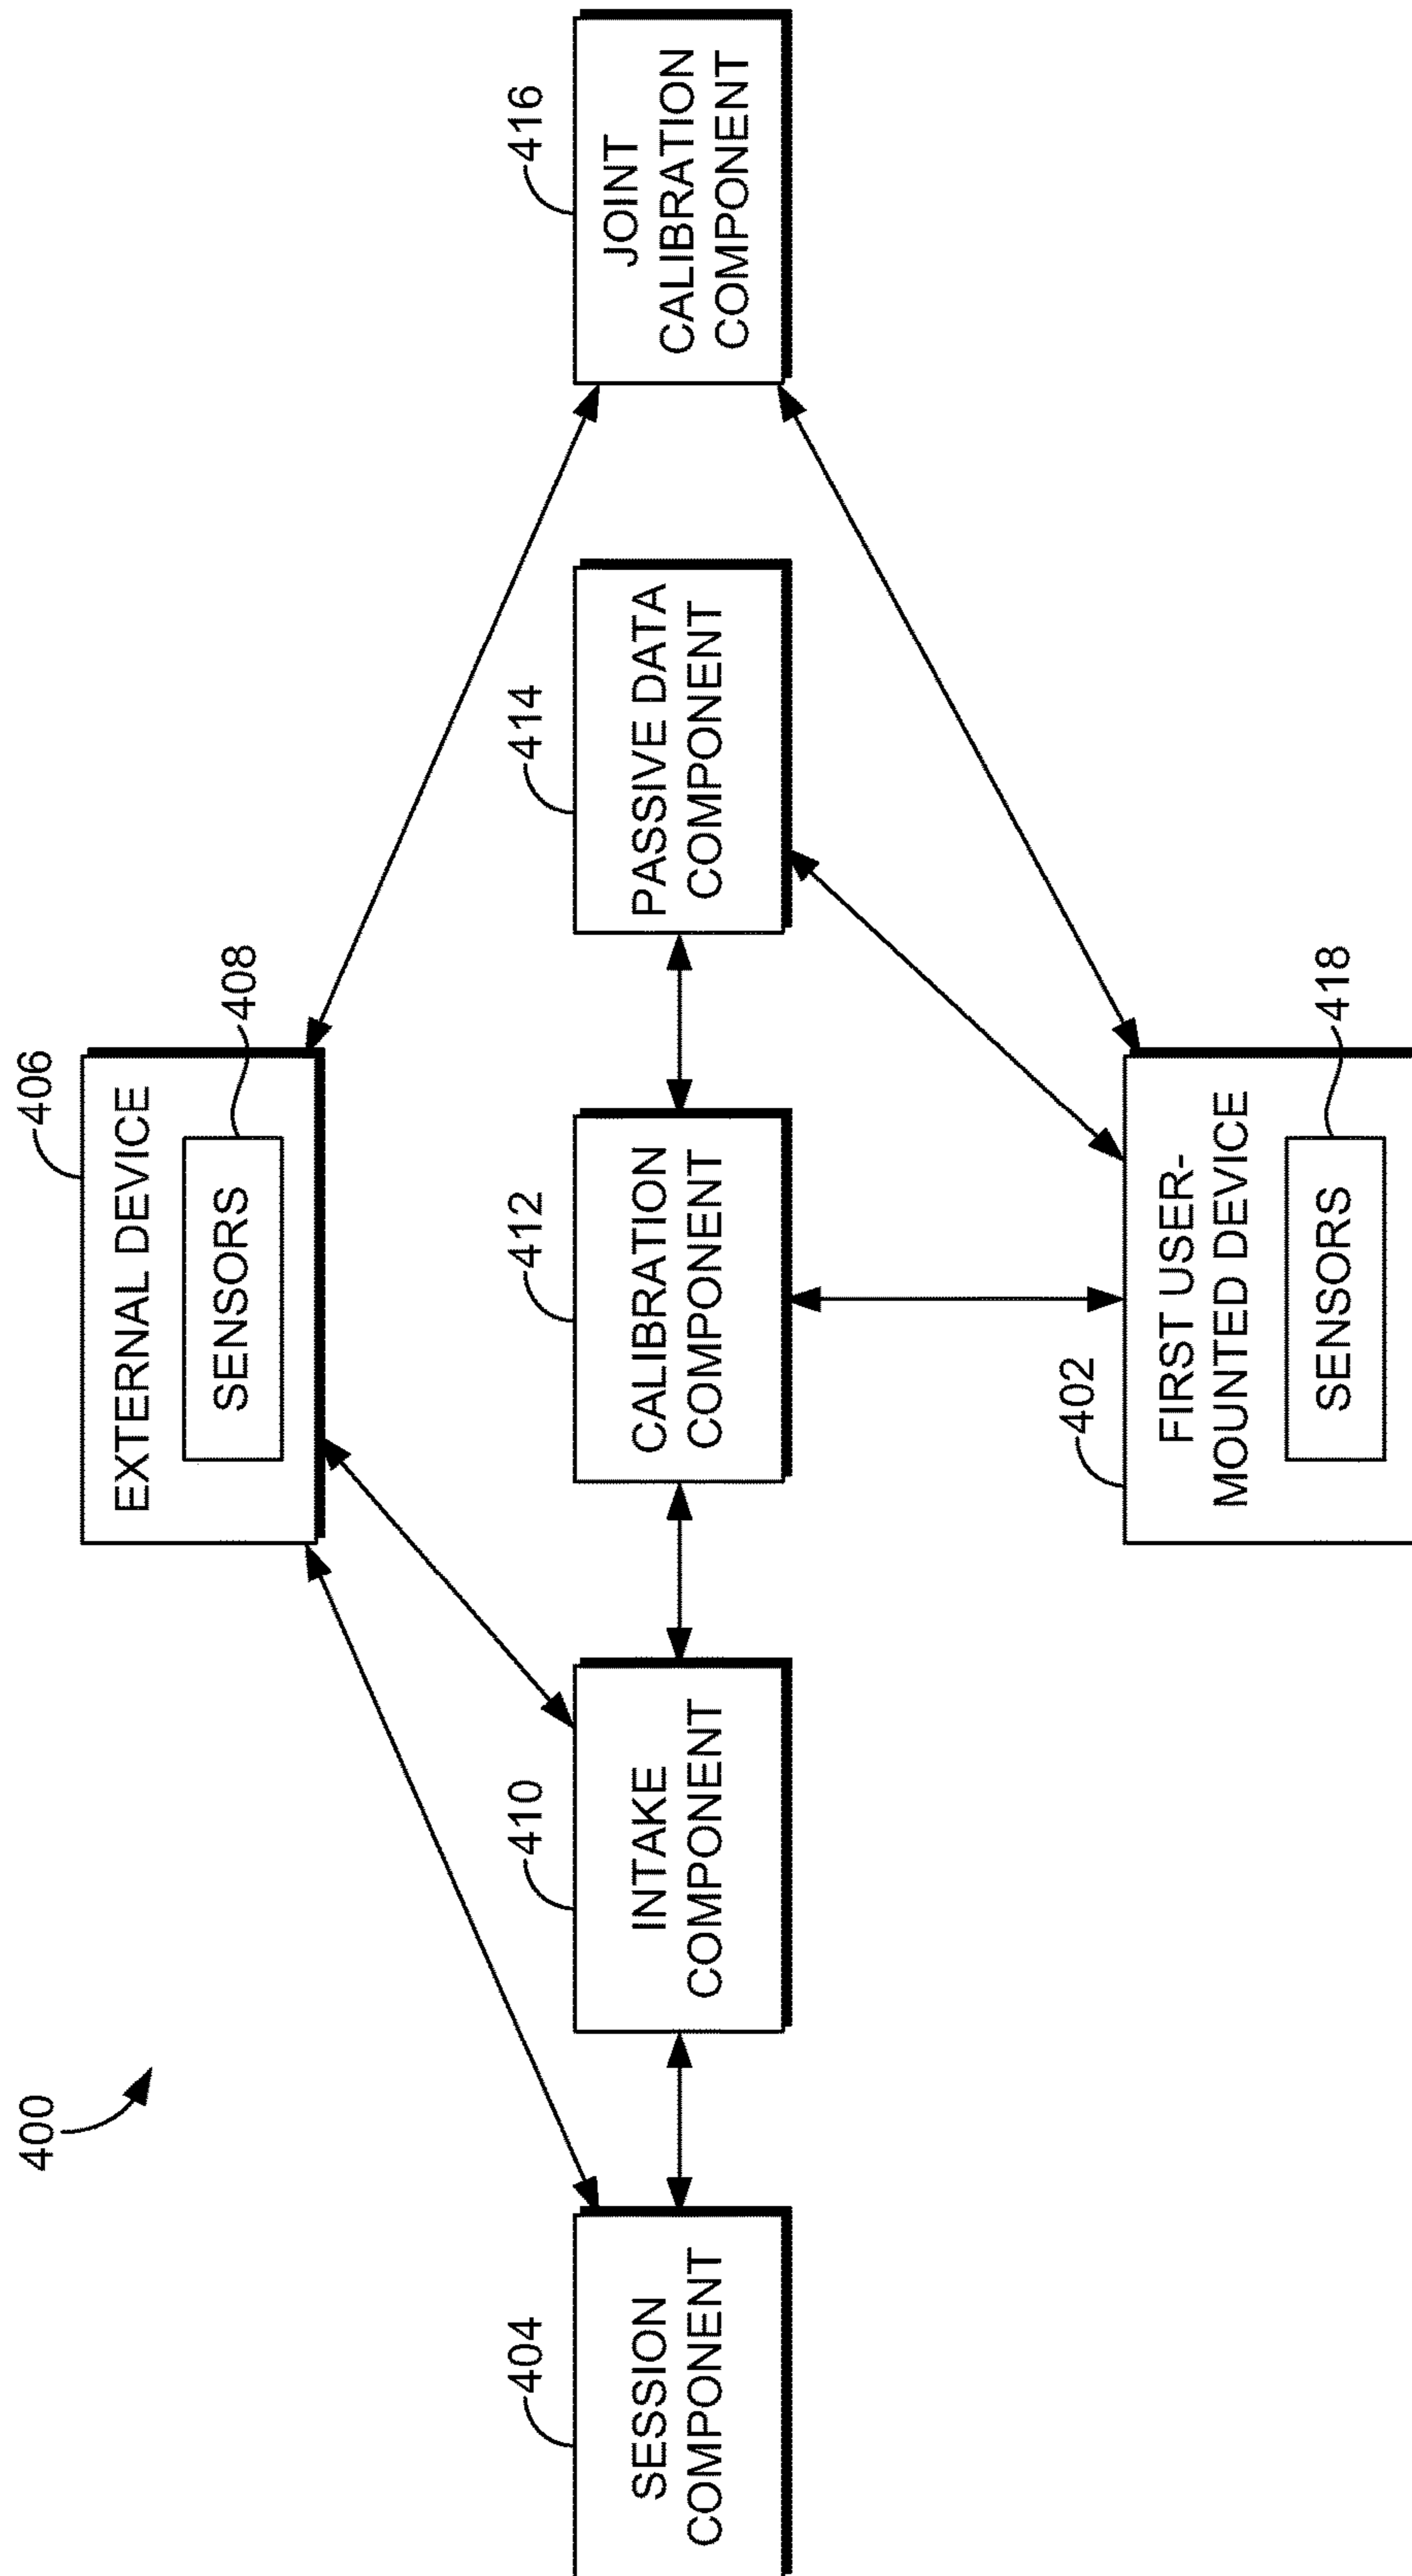 400
406
EXTERNAL DEVICE
408
SENSORS
404
SESSION
COMPONENT
410
INTAKE
COMPONENT
412
CALIBRATION
COMPONENT
414
PASSIVE DATA
COMPONENT
416
JOINT
CALIBRATION
COMPONENT
402
FIRST USER-
MOUNTED DEVICE
418
SENSORS